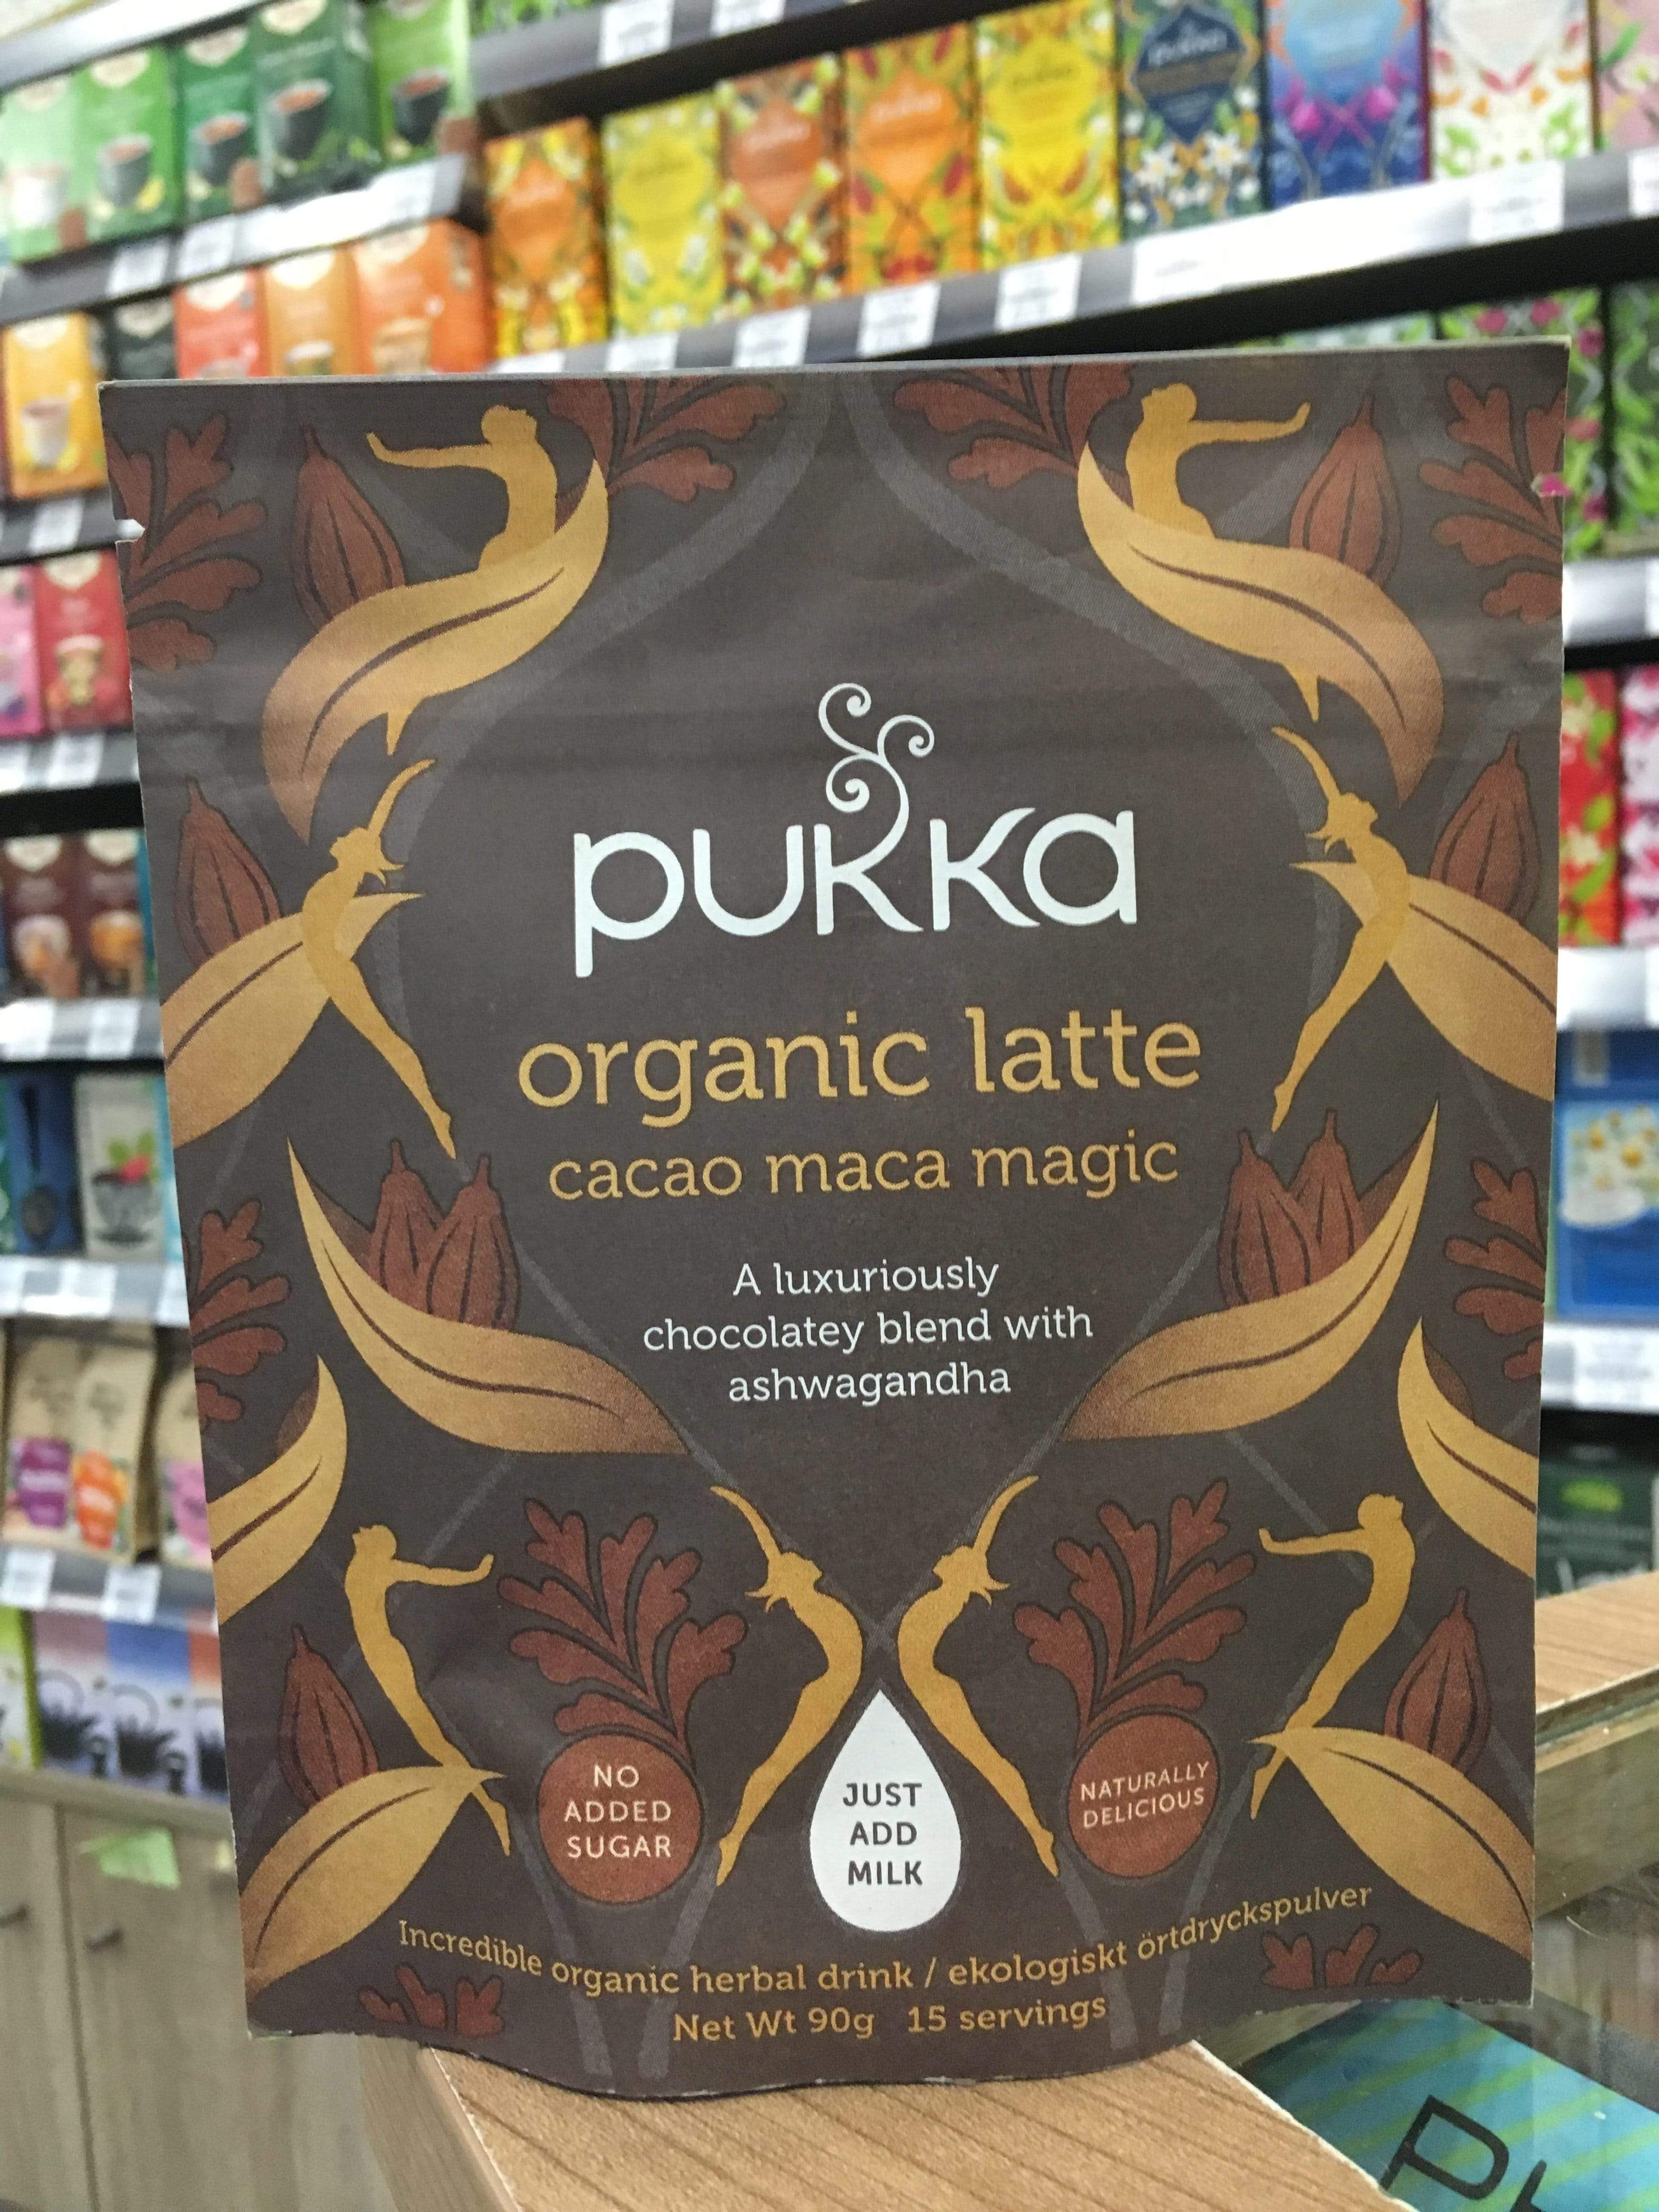 pukka
organic latte
cacao maca magic
A luxuriously
chocolatey blend with
ashwagandha
NO
ADDED
SUGAR
JUST
ADD
MILK
NATURALLY
DELICIOUS
Incredible organic herbal drink / ekologiskt örtdryckspulver
Net Wt 90g 15 servings